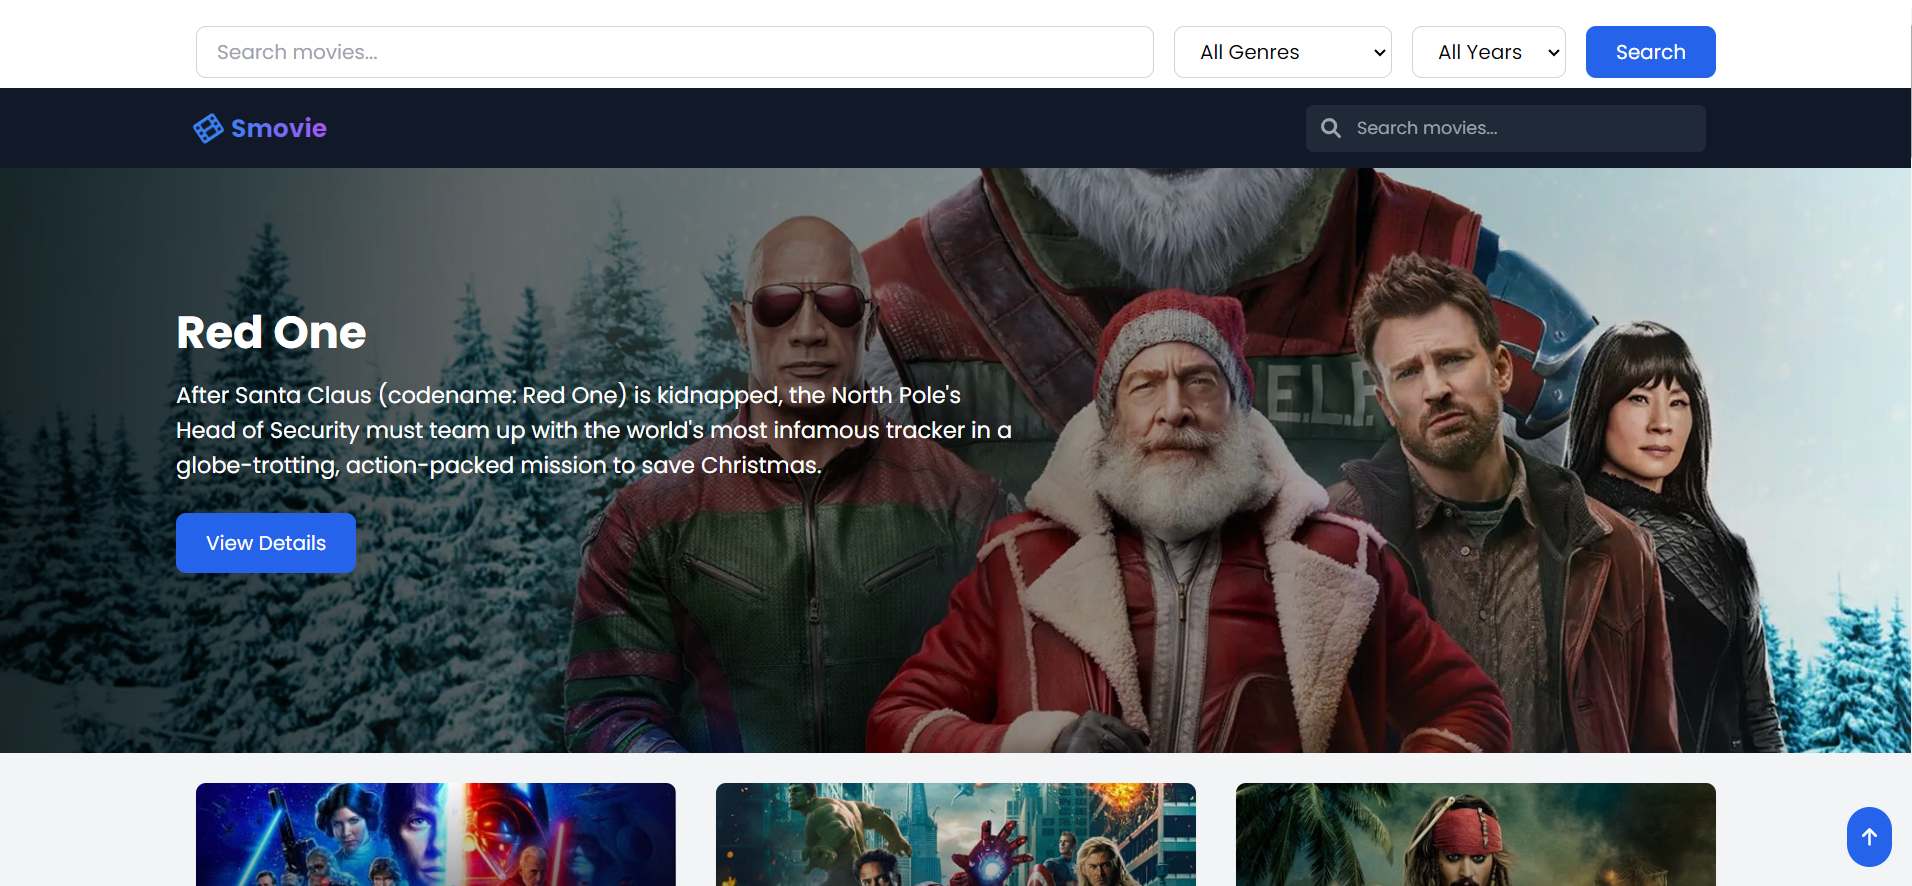 Search movies...
All Genres
All Years
Search
Smovie
Search movies...
Red One
After Santa Claus (codename: Red One) is kidnapped, the North Pole's
Head of Security must team up with the world's most infamous tracker in a
globe-trotting, action-packed mission to save Christmas.
E.L.F
View Details